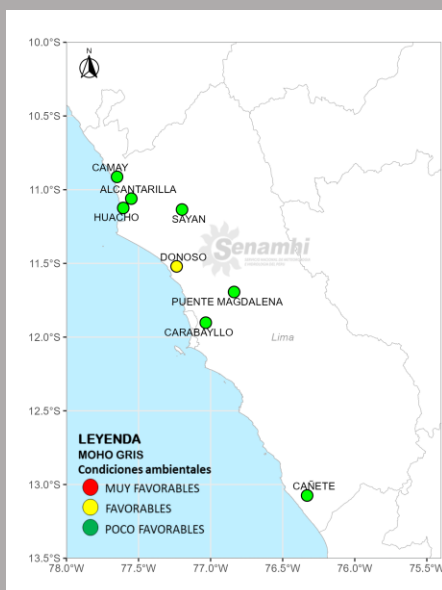 N
10.0°S
10.5°S
11.0°S
11.5°S
12.0°S
12.5°S
13.0°S
13.5°S
CAMAY
ALCANTARILLA
HUACHO
SAYAN
Senamhi
DONOSO
PUENTE MAGDALENA
CARABAYLLO
Lima
CAÑETE
LEYENDA
MOHO GRIS
Condiciones ambientales
MUY FAVORABLES
FAVORABLES
POCO FAVORABLES
78.0°W 77.5°W 77.0°W 76.5°W 76.0°W 75.5°W